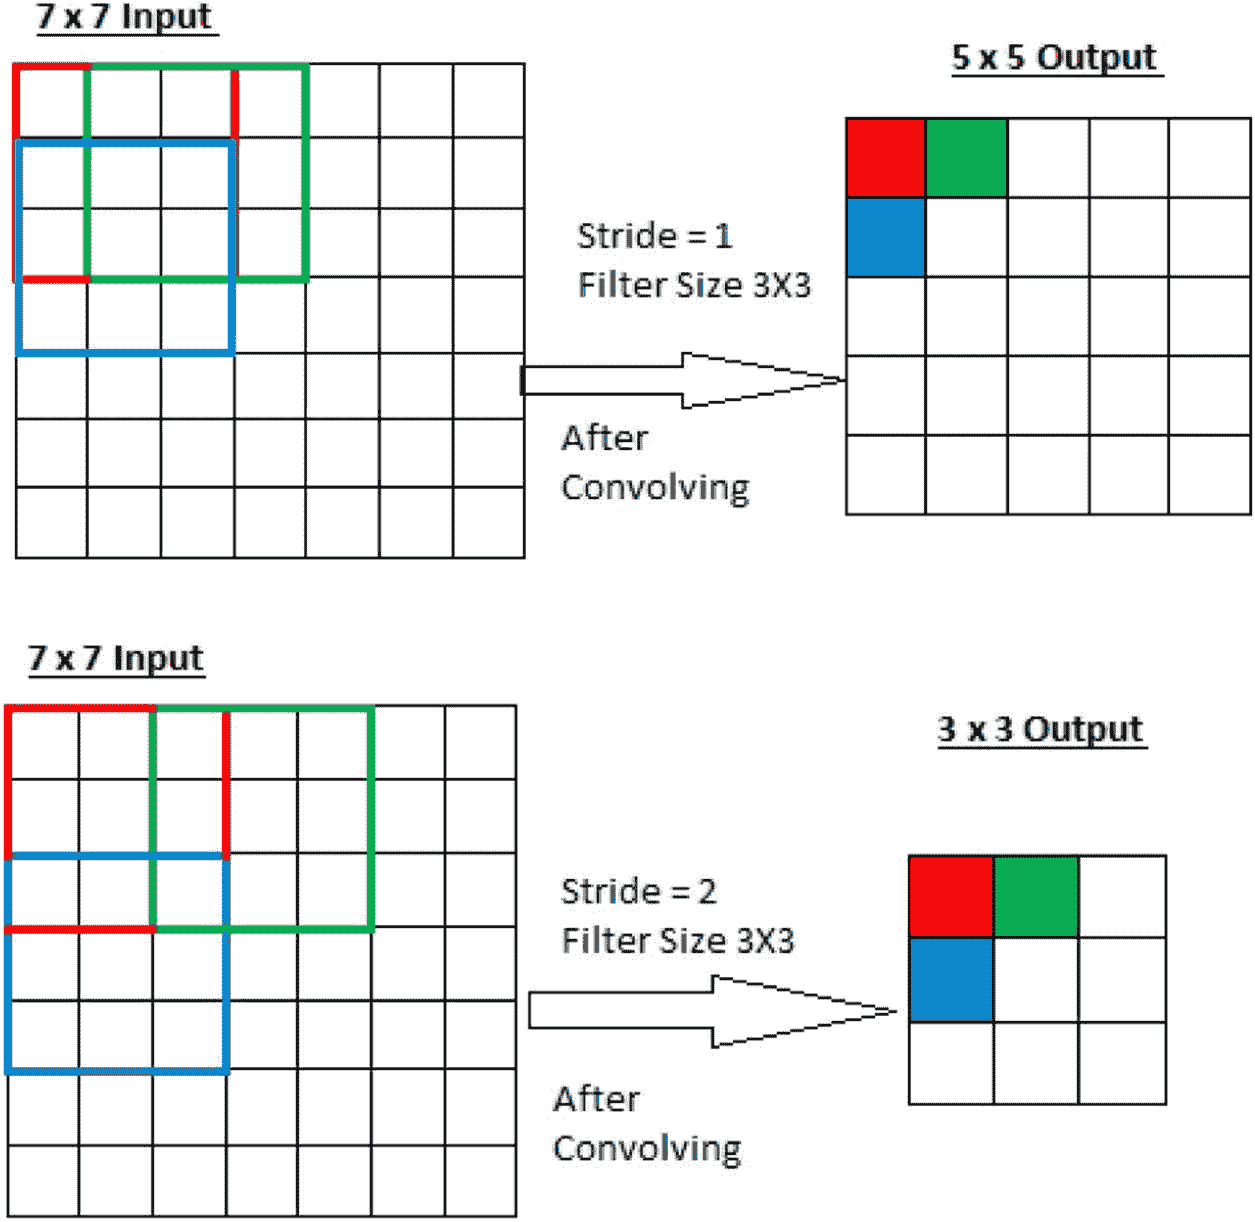 7 x 7 Input
5 x 5 Output
Stride = 1
Filter Size 3X3
After
Convolving
7 x 7 Input
3 x 3 Output
Stride = 2
Filter Size 3X3
After
Convolving